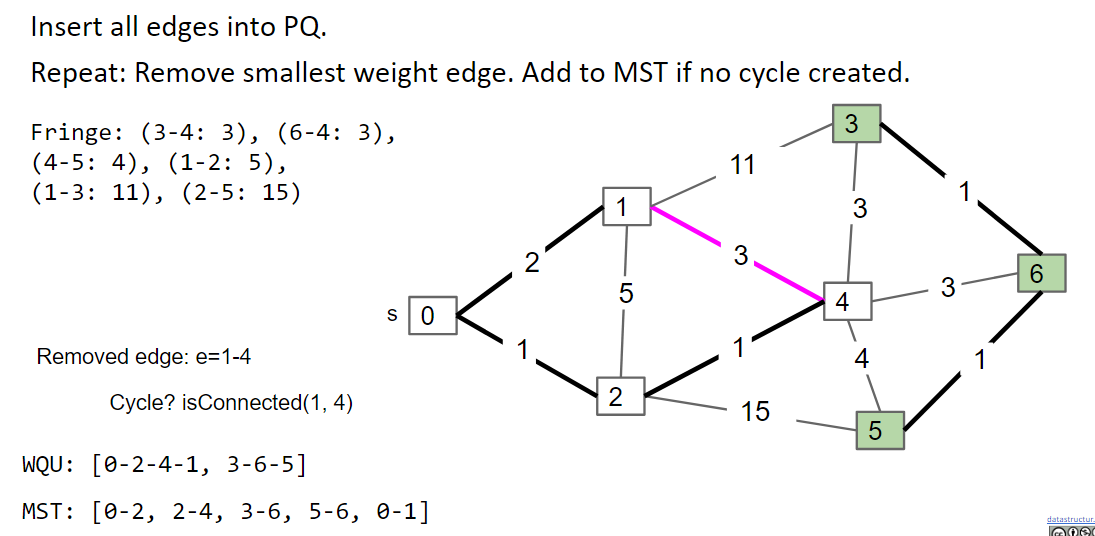 Insert all edges into PQ.
Repeat: Remove smallest weight edge. Add to MST if no cycle created.
Fringe: (3-4: 3), (6-4: 3),
(4-5: 4), (1-2: 5),
(1-3: 11), (2-5: 15)
3
11
1
1
3
2
3
6
5
3
4
s
0
1
1
4
1
2
15
5
Removed edge: e=1-4
Cycle? isConnected(1, 4)
WQU: [0-2-4-1, 3-6-5]
MST: [0-2, 2-4, 3-6, 5-6, 0-1]
datastructur